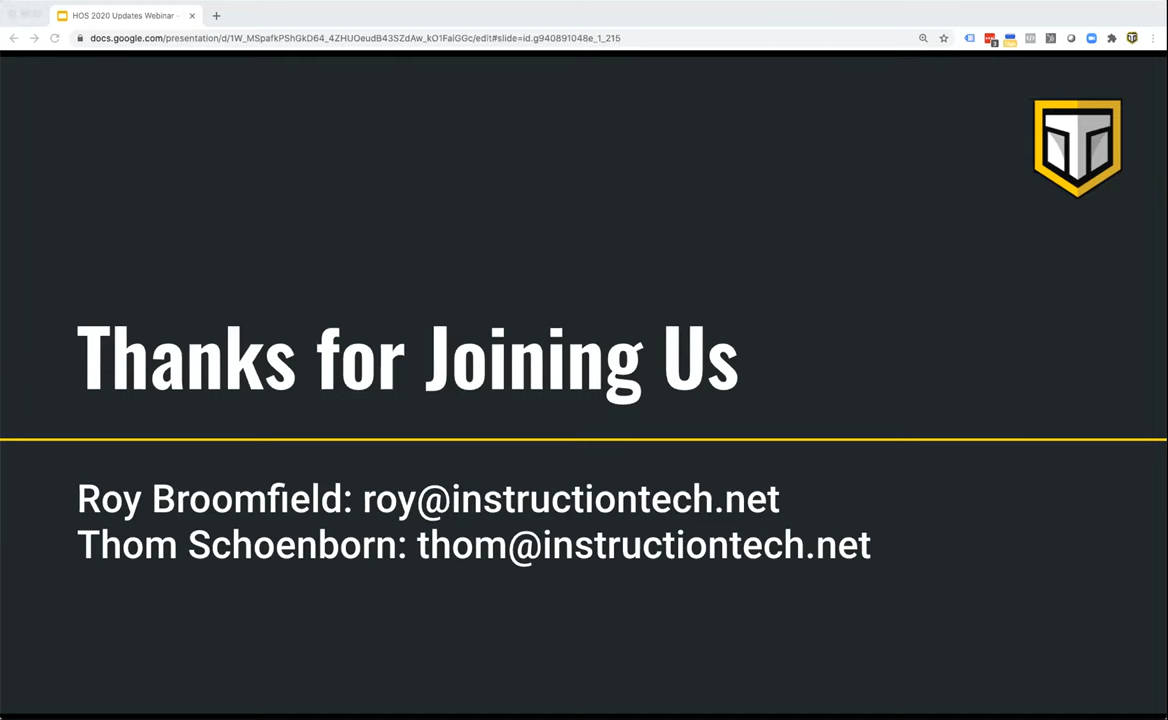 HOS 2020 Updates Webinar -
docs.google.com/presentation/d/1W_MSpafkPShGkD64_4ZHUOeudB43SZdAw_kO1FaiGGc/edit#slide=id.g940891048e_1_215
Thanks for Joining Us
Roy Broomfield: roy@instructiontech.net
Thom Schoenborn: thom@instructiontech.net